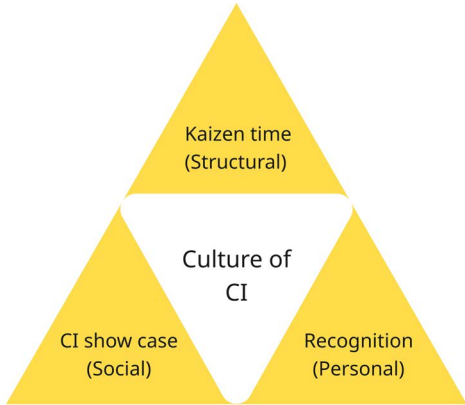 Kaizen time
(Structural)
Culture of
CI
CI show case
(Social)
Recognition
(Personal)